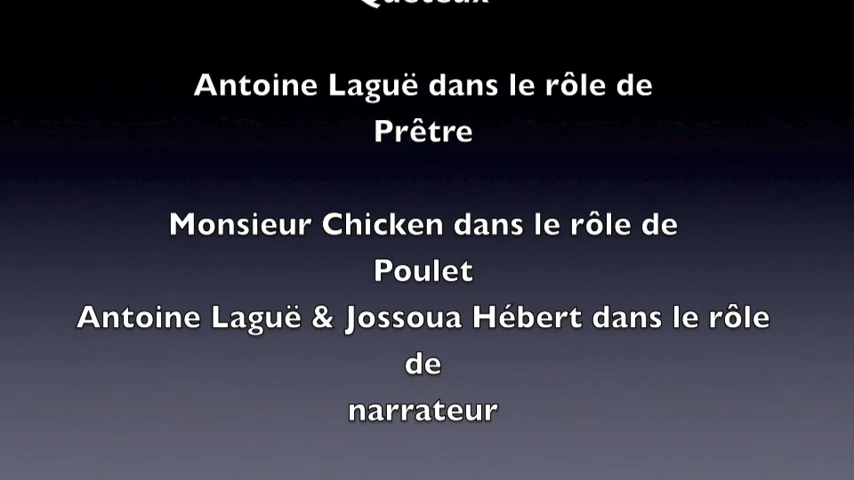 Quêteux
Antoine Laguë dans le rôle de
Prêtre
Monsieur Chicken dans le rôle de
Poulet
Antoine Laguë & Jossoua Hébert dans le rôle
de
narrateur